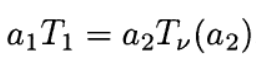 a₁T₁ = a₂T_ν(a₂)